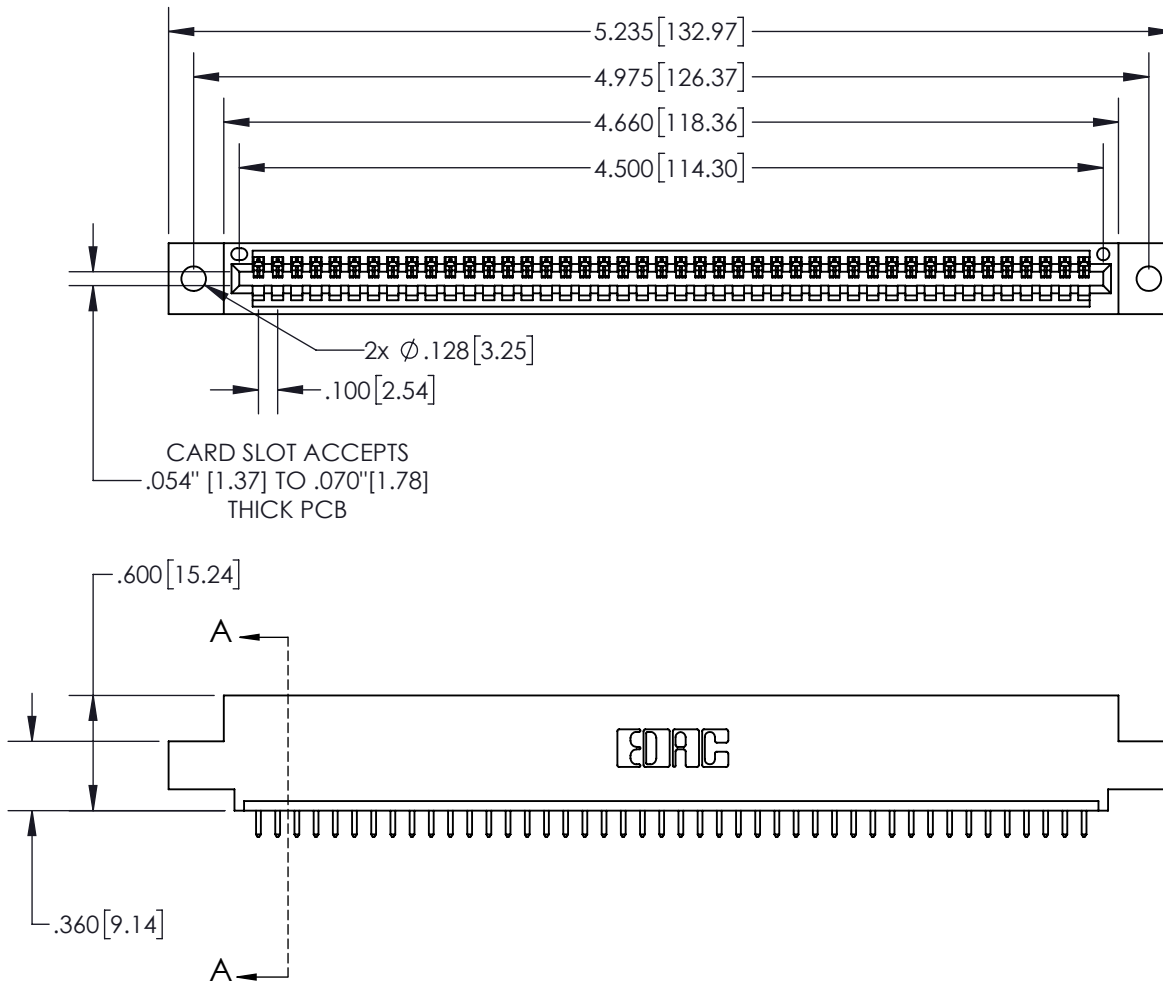 5.235[132.97]
4.975[126.37]
4.660[118.36]
4.500[114.30]
2x ⌀.128[3.25]
.100[2.54]
CARD SLOT ACCEPTS
.054" [1.37] TO .070"[1.78]
THICK PCB
.600[15.24]
A
EDAC
.360[9.14]
A